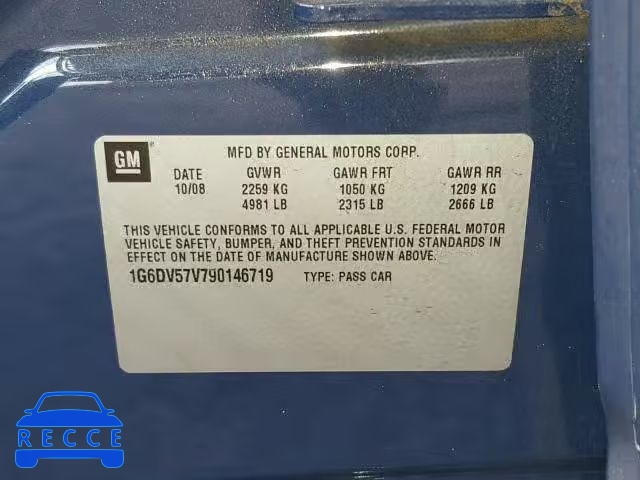 GM ®
MFD BY GENERAL MOTORS CORP.
DATE GVWR GAWR FRT GAWR RR
10/08 2259 KG 1050 KG 1209 KG
4981 LB 2315 LB 2666 LB
THIS VEHICLE CONFORMS TO ALL APPLICABLE U.S. FEDERAL MOTOR
VEHICLE SAFETY, BUMPER, AND THEFT PREVENTION STANDARDS IN
EFFECT ON THE DATE OF MANUFACTURE SHOWN ABOVE.
1G6DV57V790146719 TYPE: PASS CAR
RECCE